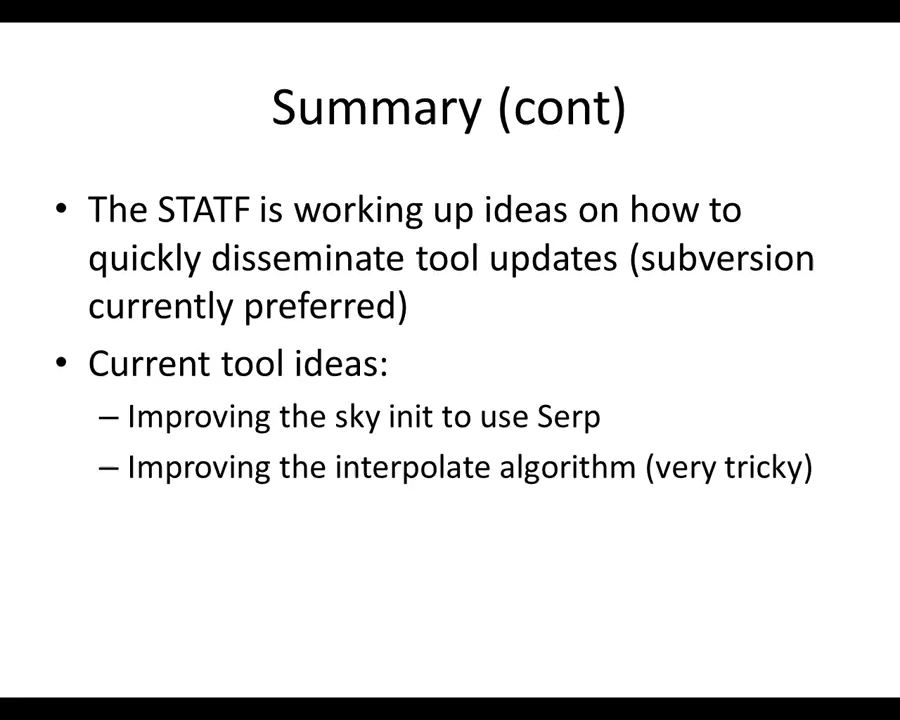 Summary (cont)
• The STATF is working up ideas on how to
quickly disseminate tool updates (subversion
currently preferred)
• Current tool ideas:
– Improving the sky init to use Serp
– Improving the interpolate algorithm (very tricky)